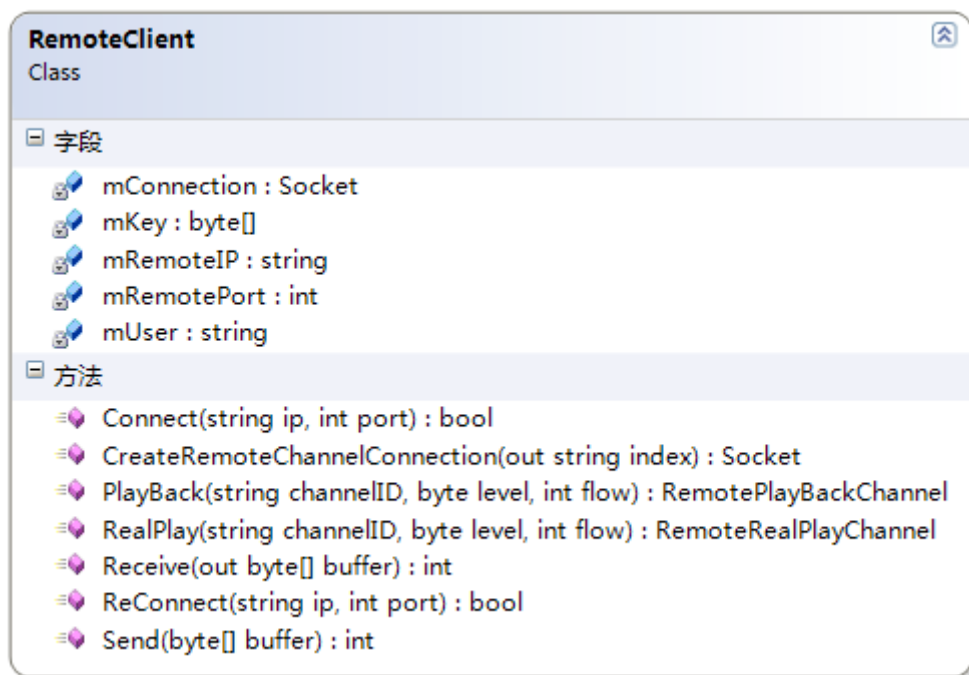 RemoteClient
Class
字段
mConnection : Socket
mKey : byte[]
mRemoteIP : string
mRemotePort : int
mUser : string
方法
Connect(string ip, int port) : bool
CreateRemoteChannelConnection(out string index) : Socket
PlayBack(string channelID, byte level, int flow) : RemotePlayBackChannel
RealPlay(string channelID, byte level, int flow) : RemoteRealPlayChannel
Receive(out byte[] buffer) : int
ReConnect(string ip, int port) : bool
Send(byte[] buffer) : int